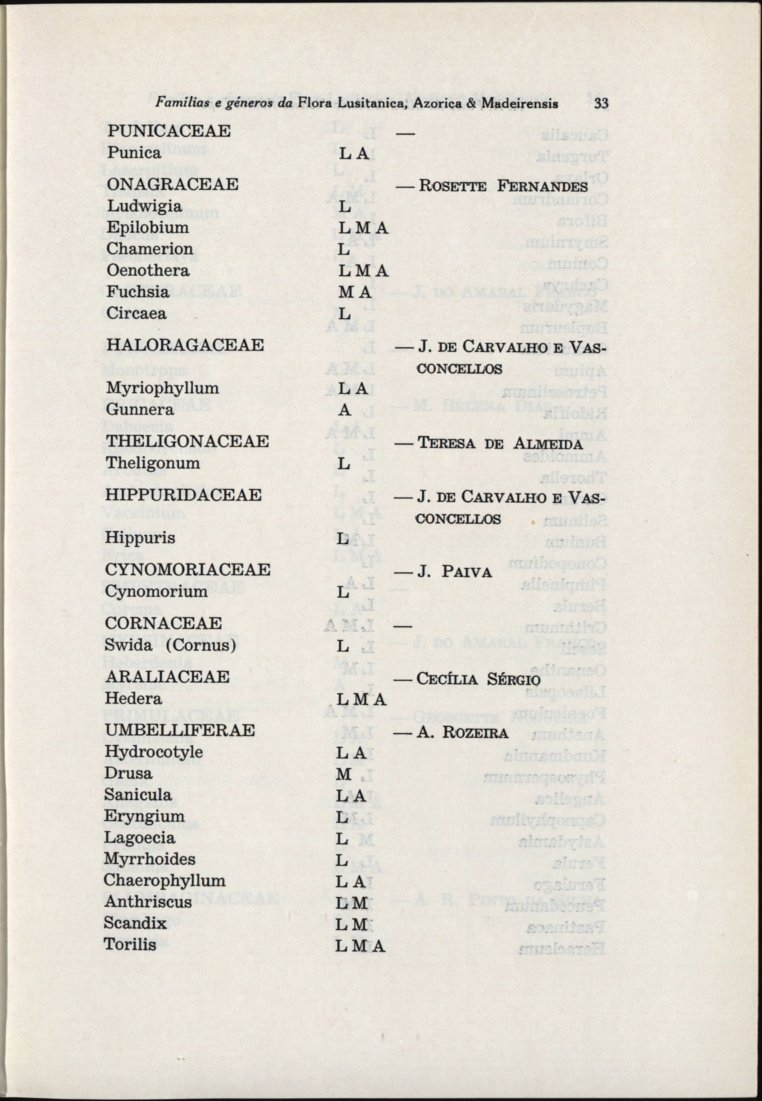 Famílias e géneros da Flora Lusitanica, Azorica & Madeirensis 33
PUNICACEAE —
Punica L A
ONAGRACEAE — ROSETTE FERNANDES
Ludwigia L
Epilobium L M A
Chamerion L
Oenothera L M A
Fuchsia M A
Circaea L
HALORAGACEAE — J. DE CARVALHO E VAS-
CONCELLOS
Myriophyllum L A
Gunnera A
THELIGONACEAE — TERESA DE ALMEIDA
Theligonum L
HIPPURIDACEAE — J. DE CARVALHO E VAS-
CONCELLOS
Hippuris L
CYNOMORIACEAE — J. PAIVA
Cynomorium L
CORNACEAE —
Swida (Cornus) L
ARALIACEAE — CECÍLIA SÉRGIO
Hedera L M A
UMBELLIFERAE — A. ROZEIRA
Hydrocotyle L A
Drusa M
Sanicula L A
Eryngium L
Lagoecia L
Myrrhoides L
Chaerophyllum L A
Anthriscus L M
Scandix L M
Torilis L M A